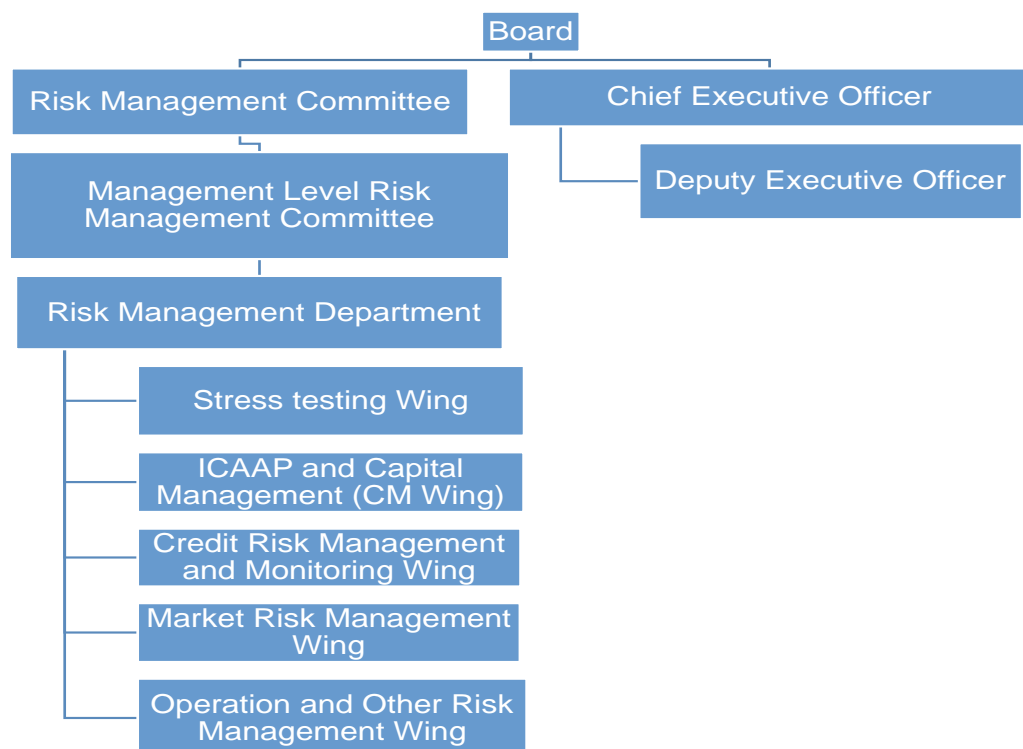 Board
Risk Management Committee
Chief Executive Officer
Management Level Risk
Management Committee
Deputy Executive Officer
Risk Management Department
Stress testing Wing
ICAAP and Capital
Management (CM Wing)
Credit Risk Management
and Monitoring Wing
Market Risk Management
Wing
Operation and Other Risk
Management Wing